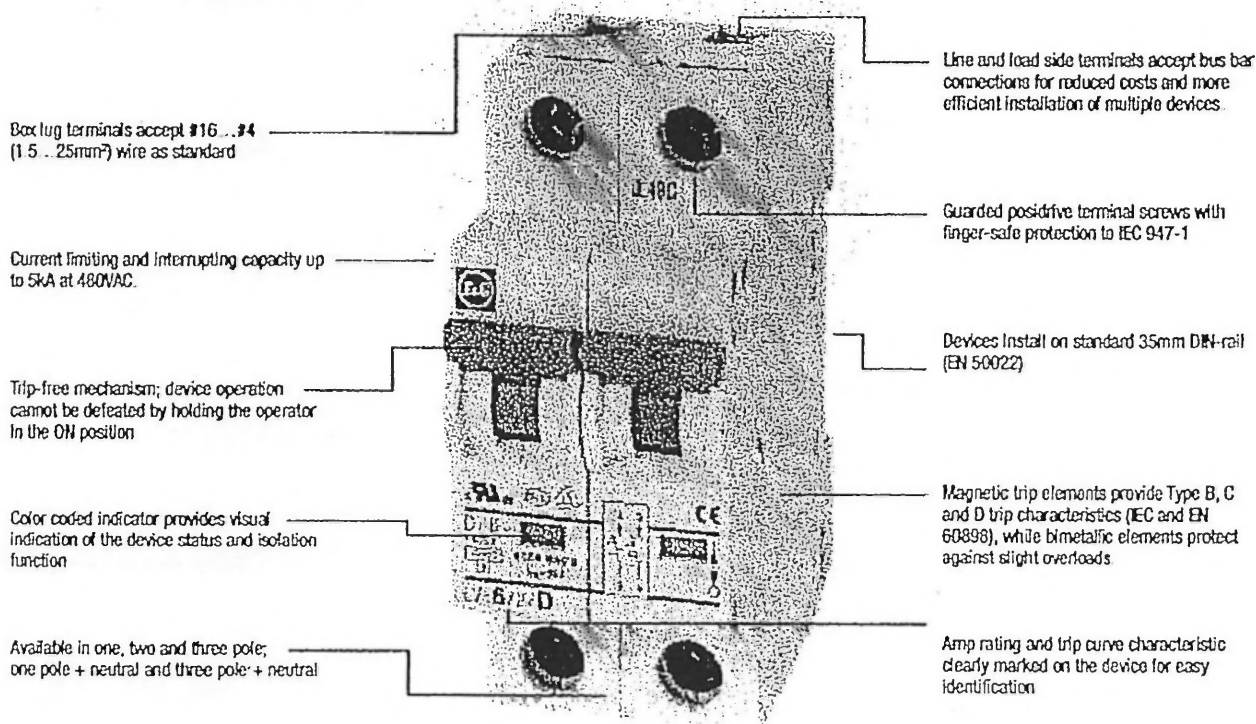 Box lug terminals accept #16...#4
(1.5...25mm²) wire as standard
Current limiting and interrupting capacity up
to 5kA at 480VAC.
Trip-free mechanism; device operation
cannot be defeated by holding the operator
in the ON position
Color coded indicator provides visual
indication of the device status and isolation
function
Available in one, two and three pole;
one pole + neutral and three pole + neutral
Line and load side terminals accept bus bar
connections for reduced costs and more
efficient installation of multiple devices.
Guarded posidrive terminal screws with
finger-safe protection to IEC 947-1
Devices install on standard 35mm DIN-rail
(EN 50022)
Magnetic trip elements provide Type B, C
and D trip characteristics (IEC and EN
60898), while bimetallic elements protect
against slight overloads.
Amp rating and trip curve characteristic
clearly marked on the device for easy
identification
CE